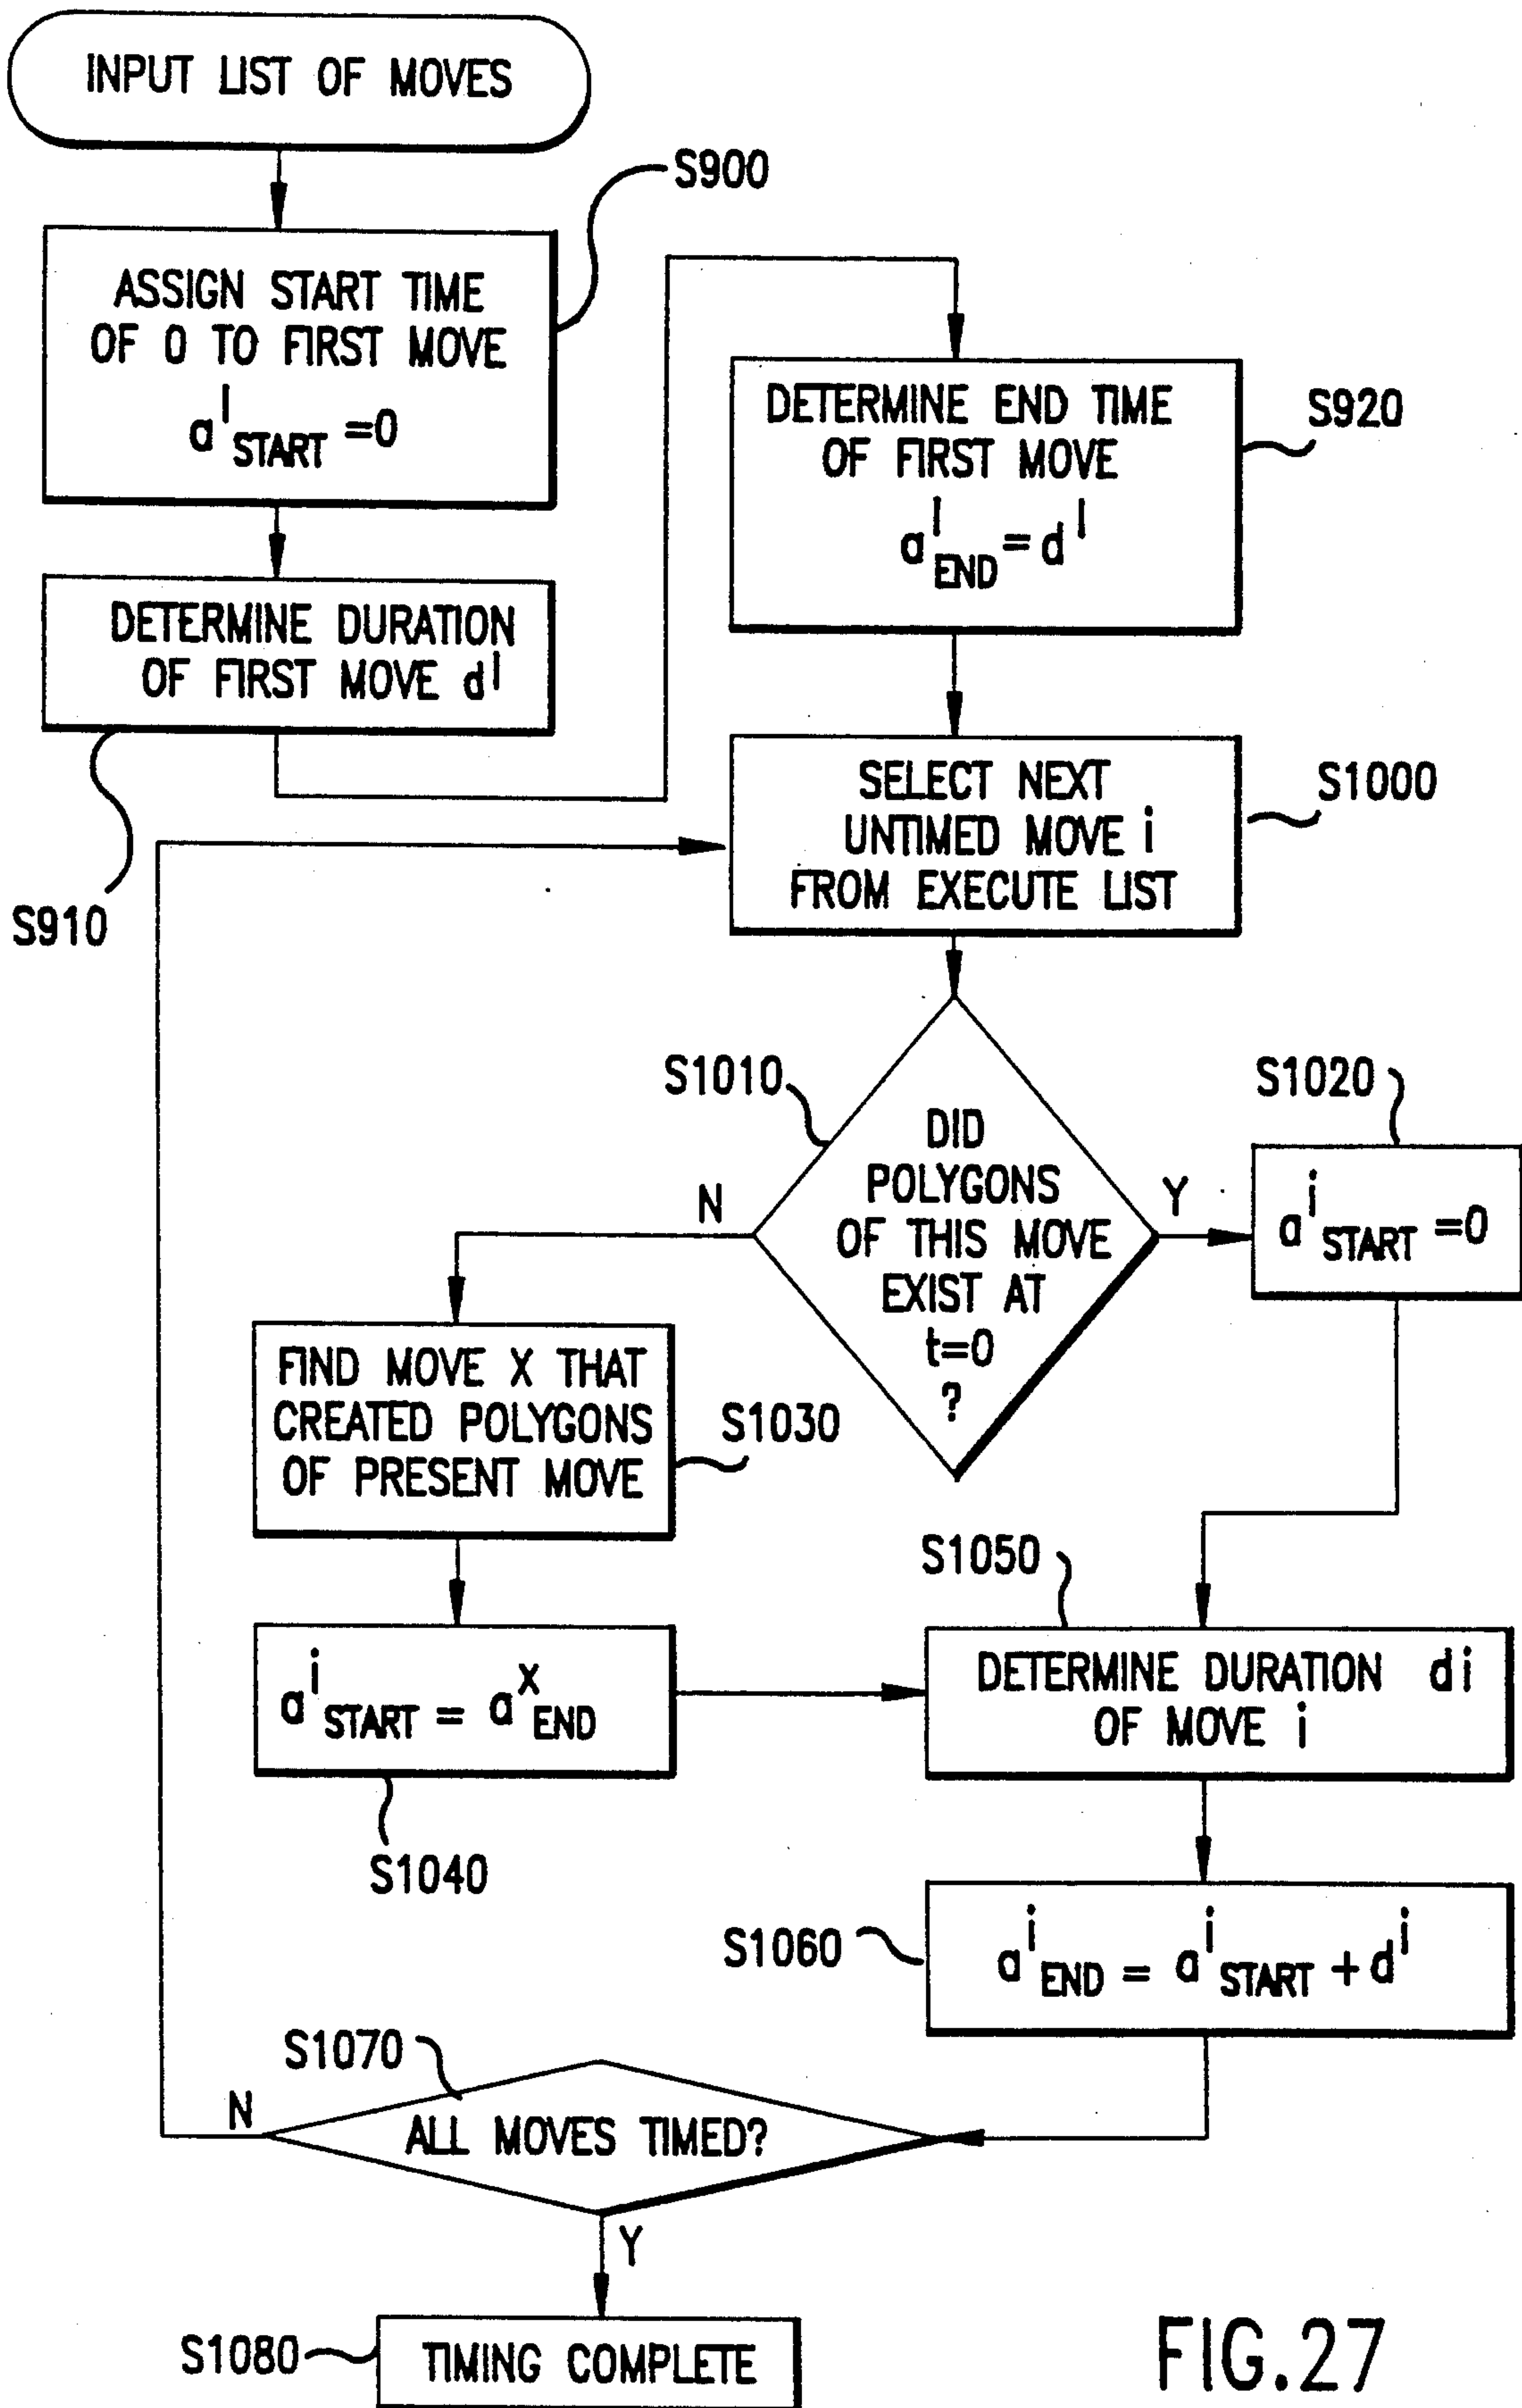 INPUT LIST OF MOVES
S900
ASSIGN START TIME
OF 0 TO FIRST MOVE
a¹START =0
DETERMINE DURATION
OF FIRST MOVE d¹
S910
DETERMINE END TIME
OF FIRST MOVE
a¹END = d¹
S920
SELECT NEXT
UNTIMED MOVE i
FROM EXECUTE LIST
S1000
S1010
DID
POLYGONS
OF THIS MOVE
EXIST AT
t=0
?
N
Y
S1020
aⁱSTART =0
FIND MOVE X THAT
CREATED POLYGONS
OF PRESENT MOVE
S1030
aⁱSTART = aˣEND
S1040
S1050
DETERMINE DURATION di
OF MOVE i
S1060
aⁱEND = aⁱSTART + dⁱ
S1070
ALL MOVES TIMED?
N
Y
S1080
TIMING COMPLETE
FIG.27